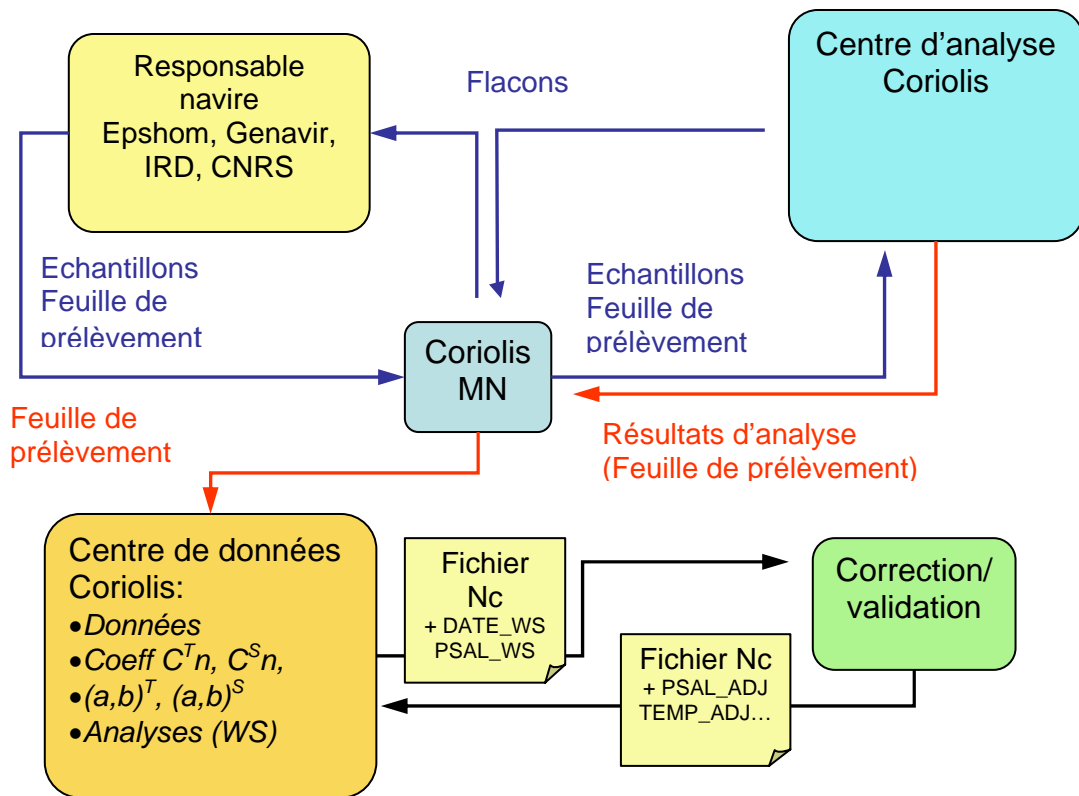 Responsable
navire
Epshom, Genavir,
IRD, CNRS
Flacons
Centre d’analyse
Coriolis
Echantillons
Feuille de
prélèvement
Echantillons
Feuille de
prélèvement
Coriolis
MN
Feuille de
prélèvement
Résultats d’analyse
(Feuille de prélèvement)
Centre de données
Coriolis:
•Données
•Coeff Cᵀn, Cˢn,
•(a,b)ᵀ, (a,b)ˢ
•Analyses (WS)
Fichier
Nc
+ DATE_WS
PSAL_WS
Fichier Nc
+ PSAL_ADJ
TEMP_ADJ…
Correction/
validation